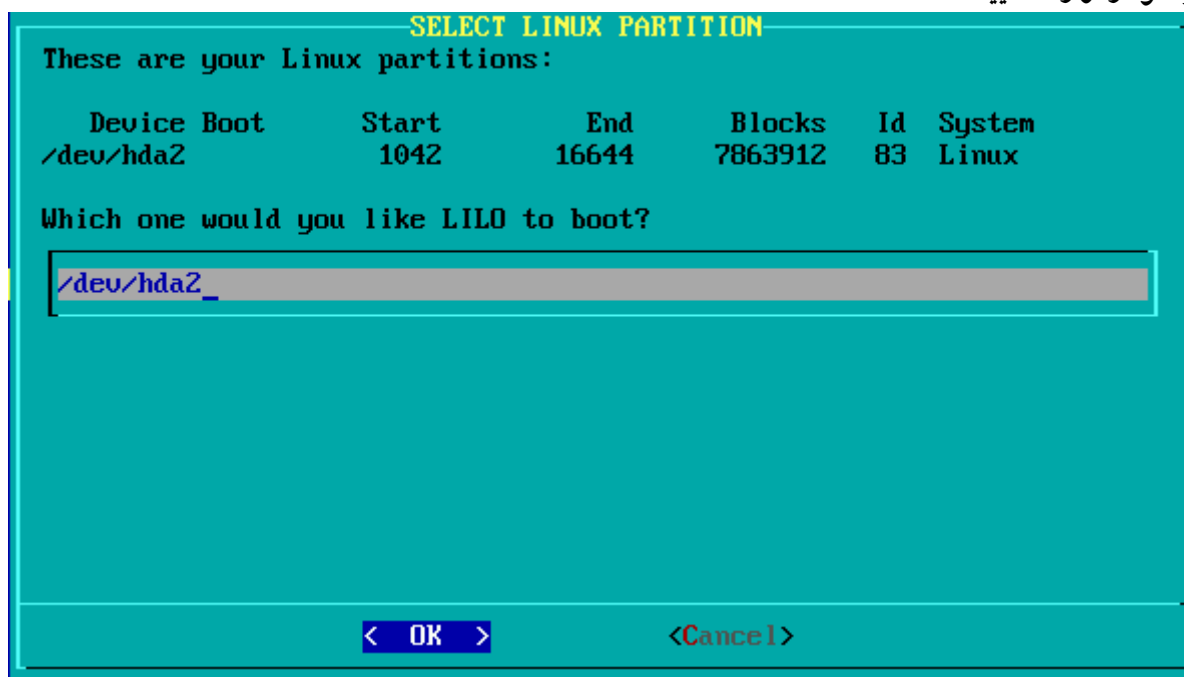 SELECT LINUX PARTITION
These are your Linux partitions:
Device Boot Start End Blocks Id System
/dev/hda2 1042 16644 7863912 83 Linux
Which one would you like LILO to boot?
/dev/hda2_
< OK > <Cancel>